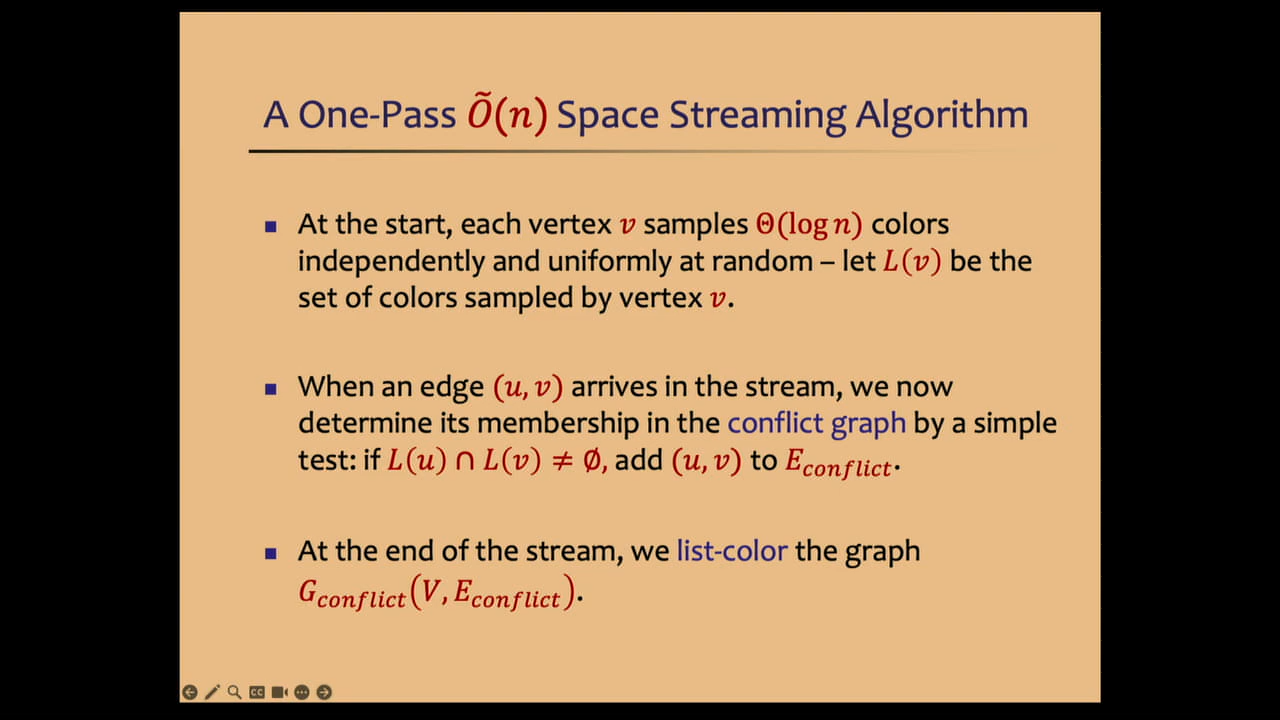 A One-Pass Õ(n) Space Streaming Algorithm
At the start, each vertex v samples Θ(log n) colors
independently and uniformly at random – let L(v) be the
set of colors sampled by vertex v.
When an edge (u, v) arrives in the stream, we now
determine its membership in the conflict graph by a simple
test: if L(u) ∩ L(v) ≠ ∅, add (u, v) to E_conflict.
At the end of the stream, we list-color the graph
G_conflict(V, E_conflict).
CC